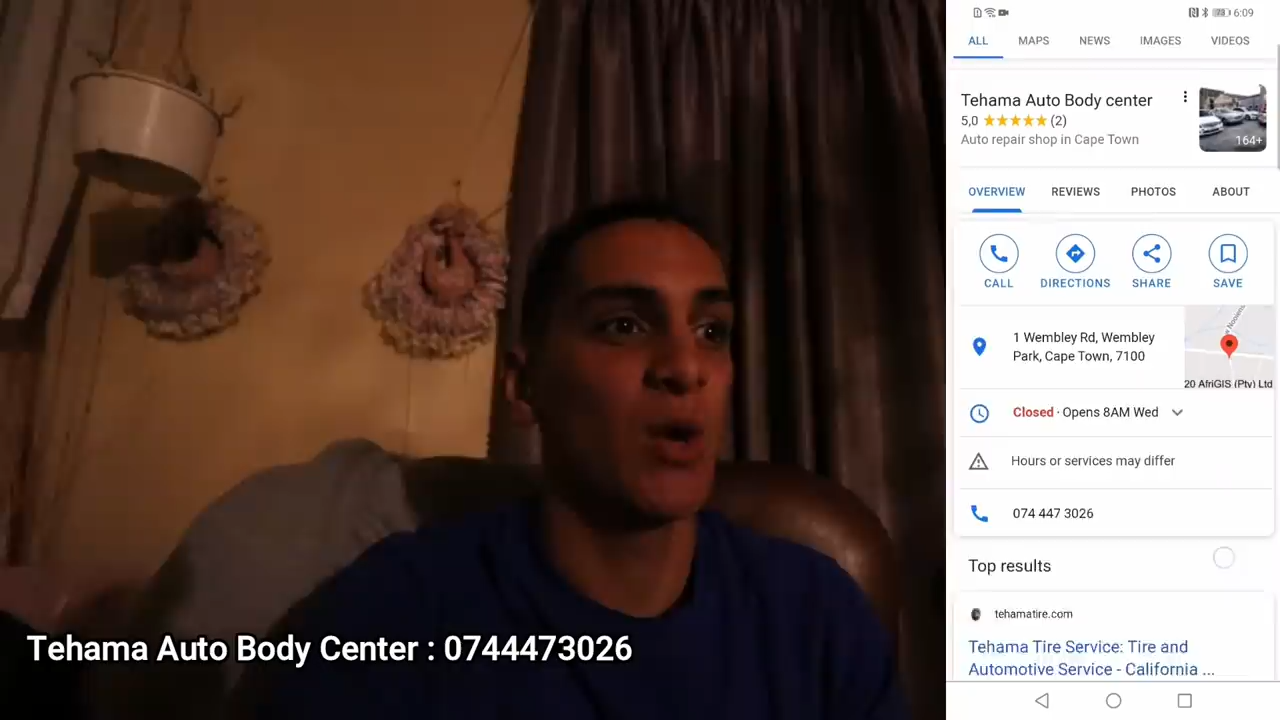 6:09
ALL MAPS NEWS IMAGES VIDEOS
Tehama Auto Body center
5,0 (2)
Auto repair shop in Cape Town
164+
OVERVIEW REVIEWS PHOTOS ABOUT
CALL DIRECTIONS SHARE SAVE
1 Wembley Rd, Wembley
Park, Cape Town, 7100
20 AfriGIS (Pty) Ltd
Closed · Opens 8AM Wed
Hours or services may differ
074 447 3026
Top results
tehamatire.com
Tehama Tire Service: Tire and
Automotive Service - California ...
Tehama Auto Body Center : 0744473026